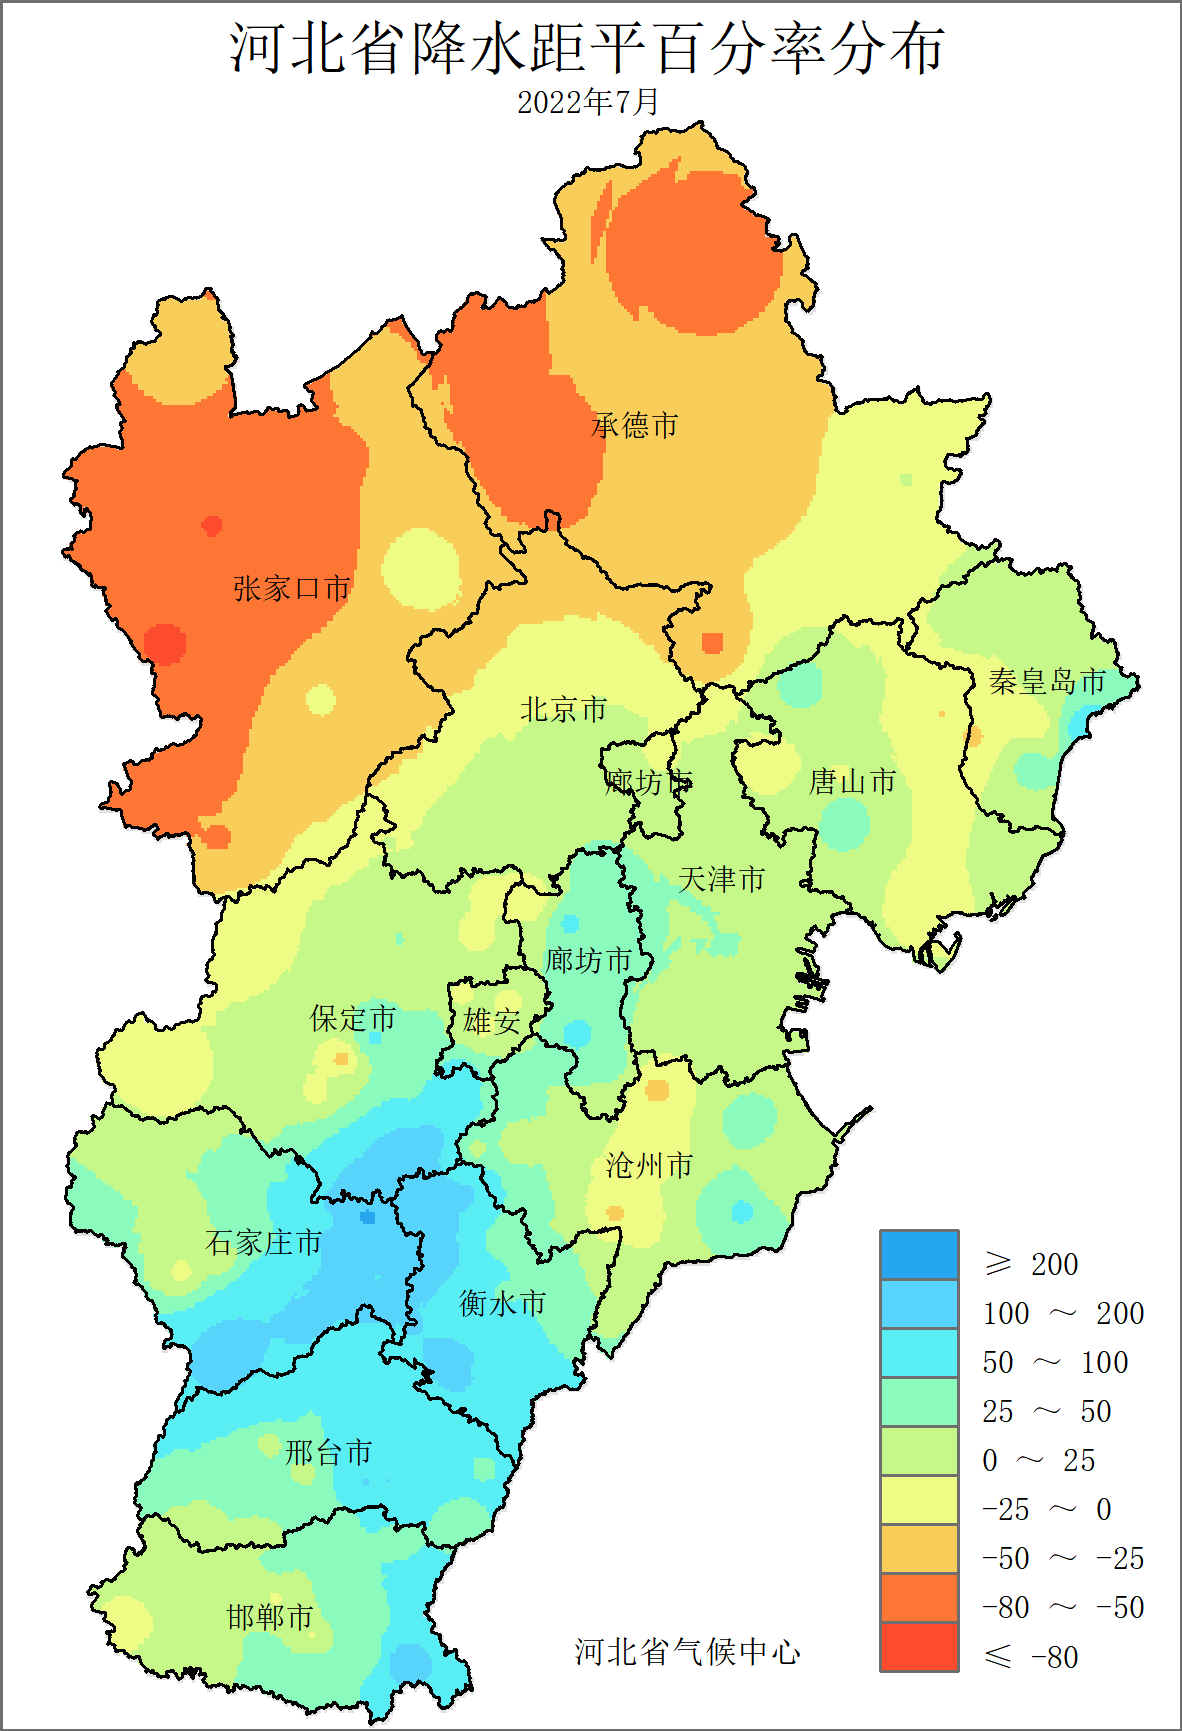 河北省降水距平百分率分布
2022年7月
承德市
张家口市
秦皇岛市
北京市
廊坊市
唐山市
天津市
廊坊市
保定市
雄安
沧州市
石家庄市
衡水市
邢台市
邯郸市
≥ 200
100 ～ 200
50 ～ 100
25 ～ 50
0 ～ 25
-25 ～ 0
-50 ～ -25
-80 ～ -50
≤ -80
河北省气候中心